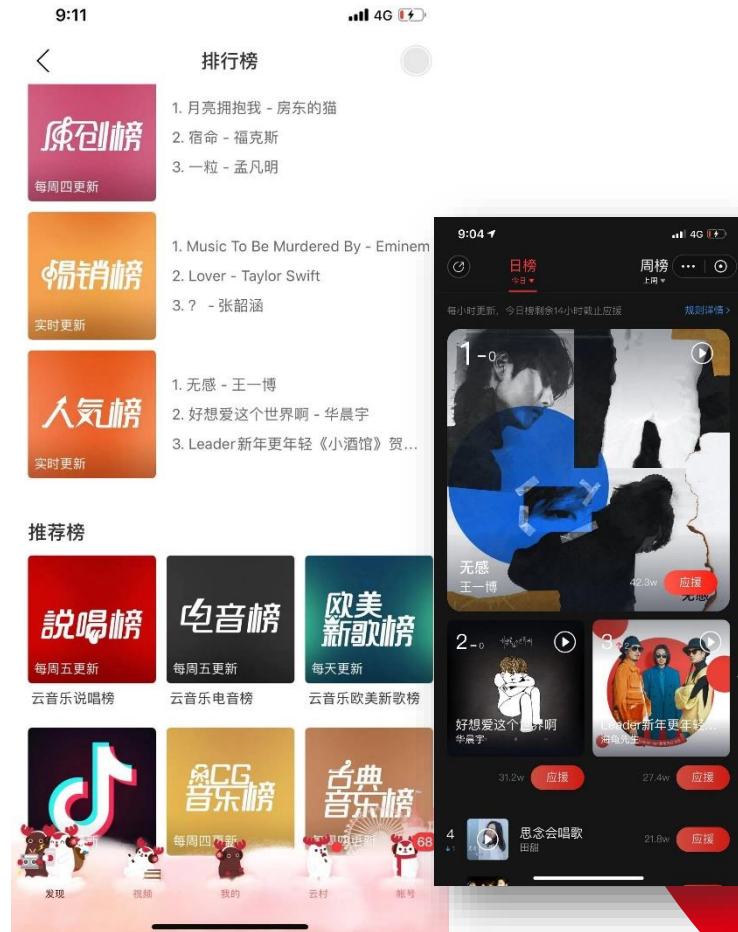 9:11
4G
排行榜
原创榜
每周四更新
1. 月亮拥抱我 - 房东的猫
2. 宿命 - 福克斯
3. 一粒 - 孟凡明
畅销榜
实时更新
1. Music To Be Murdered By - Eminem
2. Lover - Taylor Swift
3. ? - 张韶涵
人气榜
实时更新
1. 无感 - 王一博
2. 好想爱这个世界啊 - 华晨宇
3. Leader新年更年轻《小酒馆》贺...
推荐榜
说唱榜
每周五更新
电音榜
每周五更新
欧美
新歌榜
每天更新
云音乐说唱榜
云音乐电音榜
云音乐欧美新歌榜
ACG
音乐榜
每周四更新
古典
音乐榜
68
发现
视频
我的
云村
帐号
9:04
4G
日榜
今日
周榜
上周
每小时更新，今日榜剩余14小时截止应援
规则详情>
1-0
无感
王一博
42.3w
应援
无感
2-0
好想爱这个世界啊
华晨宇
31.2w
应援
3
Leader新年更年轻...
海龟先生
27.4w
应援
4
思念会唱歌
田甜
21.8w
应援